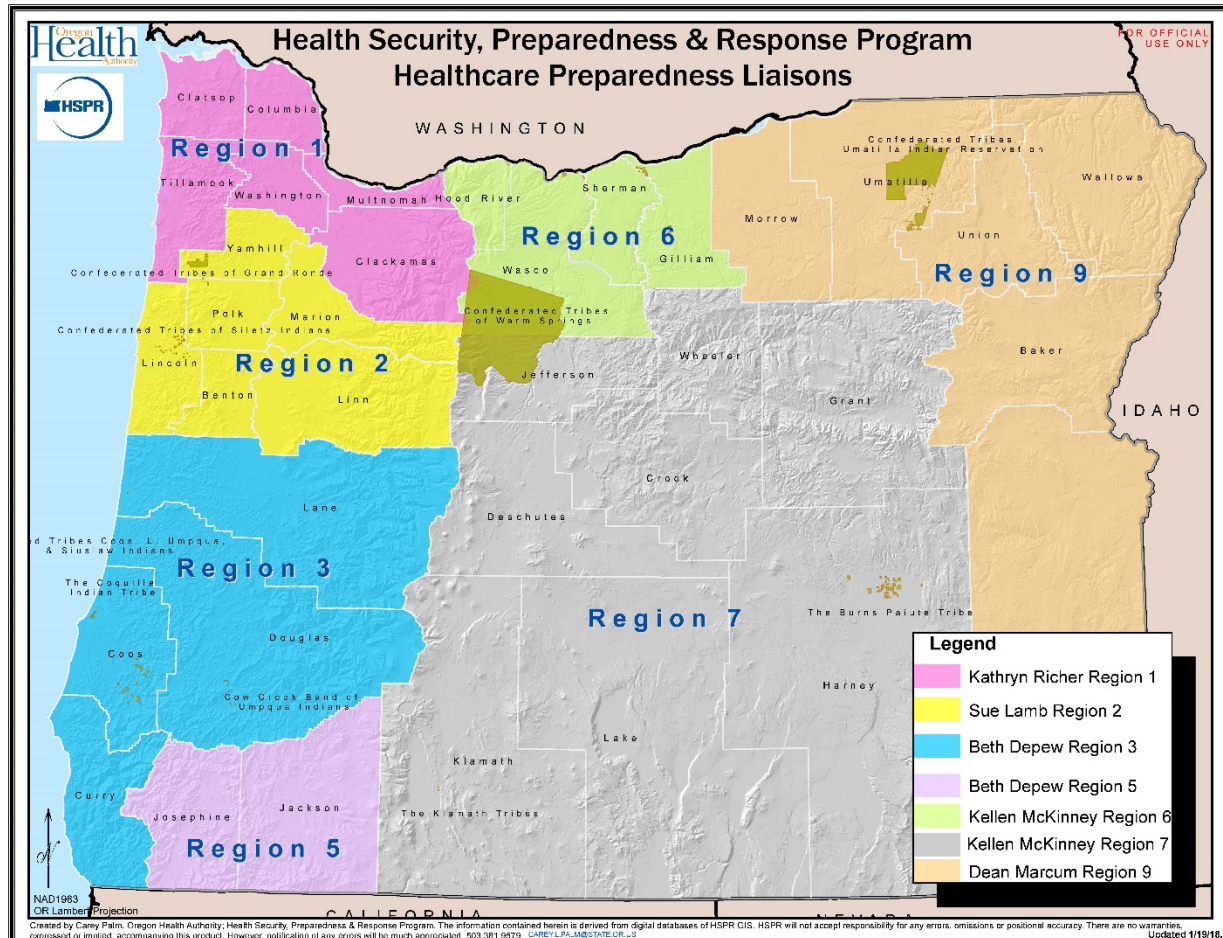 Oregon
Health
Authority
HSPR
Health Security, Preparedness & Response Program
Healthcare Preparedness Liaisons
FOR OFFICIAL
USE ONLY
WASHINGTON
Clatsop
Columbia
Region 1
Tillamook
Washington
Multnomah
Hood River
Clackamas
Sherman
Region 6
Wasco
Gilliam
Confederated Tribes
of Warm Springs
Confederated Tribes
Umatilla Indian Reservation
Umatilla
Wallowa
Morrow
Union
Region 9
Baker
IDAHO
Yamhill
Confederated Tribes of Grand Ronde
Polk
Marion
Confederated Tribes of Siletz Indians
Lincoln
Region 2
Benton
Linn
Jefferson
Wheeler
Grant
Crook
Deschutes
Region 7
The Burns Paiute Tribe
Harney
Lake
Klamath
The Klamath Tribes
Lane
ed Tribes Coos, L. Umpqua,
& Siuslaw Indians
Region 3
The Coquille
Indian Tribe
Douglas
Coos
Cow Creek Band of
Umpqua Indians
Curry
Josephine
Jackson
Region 5
Legend
Kathryn Richer Region 1
Sue Lamb Region 2
Beth Depew Region 3
Beth Depew Region 5
Kellen McKinney Region 6
Kellen McKinney Region 7
Dean Marcum Region 9
N
NAD1983
OR Lambert Projection
CALIFORNIA
NEVADA
Created by Carey Palm. Oregon Health Authority; Health Security, Preparedness & Response Program. The information contained herein is derived from digital databases of HSPR GIS. HSPR will not accept responsibility for any errors, omissions or positional accuracy. There are no warranties,
expressed or implied, accompanying this product. However, notification of any errors will be much appreciated. 503.381.9579 CAREY.L.PALM@STATE.OR.US
Updated 1/19/18.